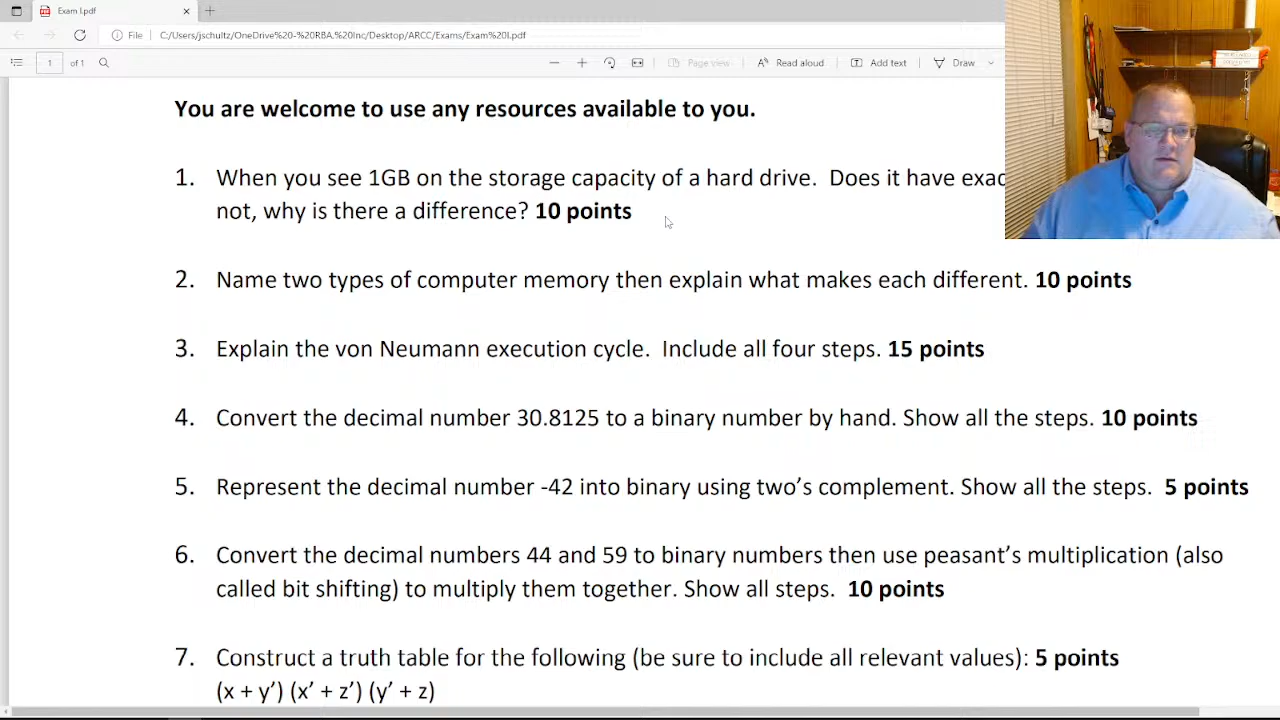 Exam I.pdf
File C:/Users/jschultz/OneDrive%20-%20RBA,%20Inc/Desktop/ARCC/Exams/Exam%20I.pdf
1 of 1 Page view Read aloud Add text Draw
You are welcome to use any resources available to you.
1. When you see 1GB on the storage capacity of a hard drive. Does it have exac
not, why is there a difference? 10 points
2. Name two types of computer memory then explain what makes each different. 10 points
3. Explain the von Neumann execution cycle. Include all four steps. 15 points
4. Convert the decimal number 30.8125 to a binary number by hand. Show all the steps. 10 points
5. Represent the decimal number -42 into binary using two's complement. Show all the steps. 5 points
6. Convert the decimal numbers 44 and 59 to binary numbers then use peasant's multiplication (also
called bit shifting) to multiply them together. Show all steps. 10 points
7. Construct a truth table for the following (be sure to include all relevant values): 5 points
(x + y') (x' + z') (y' + z)